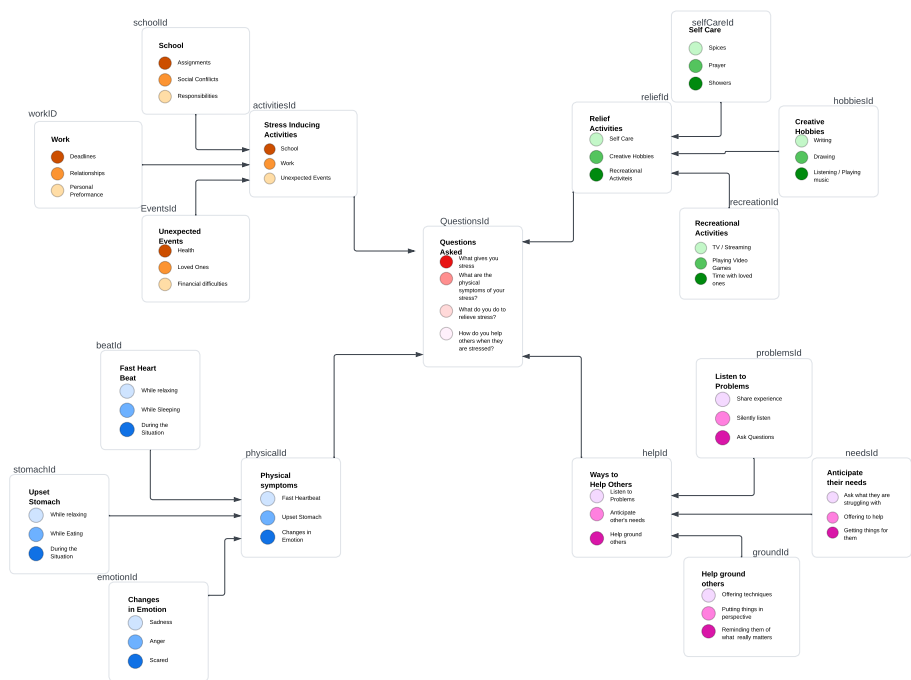 schoolId
School
Assignments
Social Conflicts
Responsibilities
workID
Work
Deadlines
Relationships
Personal
Preformance
activitiesId
Stress Inducing
Activities
School
Work
Unexpected Events
EventsId
Unexpected
Events
Health
Loved Ones
Financial difficulties
selfCareId
Self Care
Spices
Prayer
Showers
reliefId
Relief
Activities
Self Care
Creative Hobbies
Recreational
Activiteis
hobbiesId
Creative
Hobbies
Writing
Drawing
Listening / Playing
music
recreationId
Recreational
Activities
TV / Streaming
Playing Video
Games
Time with loved
ones
QuestionsId
Questions
Asked
What gives you
stress
What are the
physical
symptoms of your
stress?
What do you do to
relieve stress?
How do you help
others when they
are stressed?
beatId
Fast Heart
Beat
While relaxing
While Sleeping
During the
Situation
stomachId
Upset
Stomach
While relaxing
While Eating
During the
Situation
physicalId
Physical
symptoms
Fast Heartbeat
Upset Stomach
Changes in
Emotion
emotionId
Changes
in Emotion
Sadness
Anger
Scared
problemsId
Listen to
Problems
Share experience
Silently listen
Ask Questions
helpId
Ways to
Help Others
Listen to
Problems
Anticipate
other's needs
Help ground
others
needsId
Anticipate
their needs
Ask what they are
struggling with
Offering to help
Getting things for
them
groundId
Help ground
others
Offering techniques
Putting things in
perspective
Reminding them of
what really matters